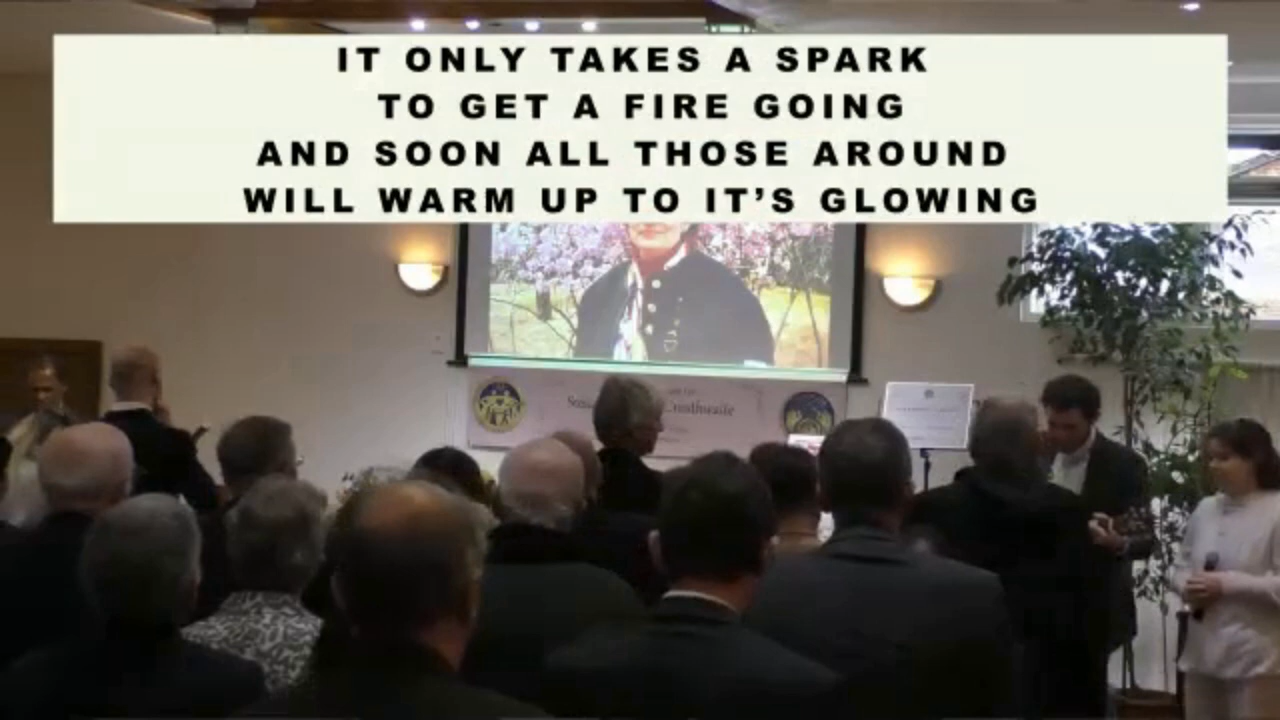 IT ONLY TAKES A SPARK
TO GET A FIRE GOING
AND SOON ALL THOSE AROUND
WILL WARM UP TO IT’S GLOWING